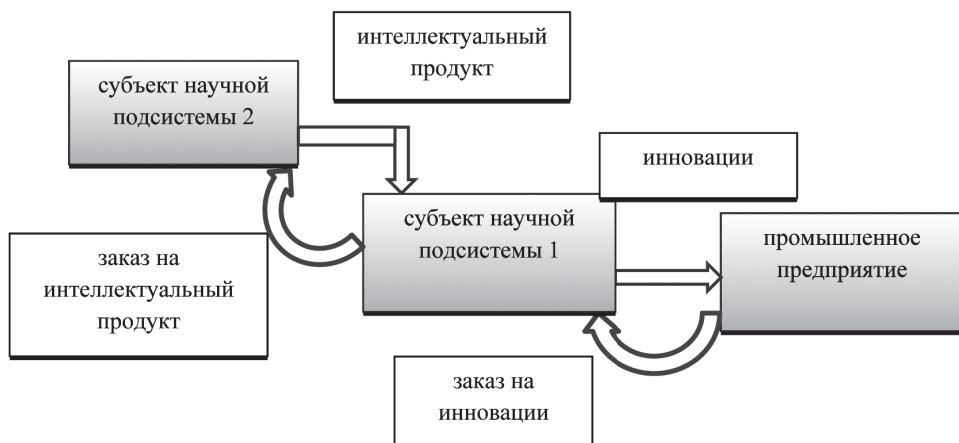 интеллектуальный
продукт
субъект научной
подсистемы 2
инновации
субъект научной
подсистемы 1
промышленное
предприятие
заказ на
интеллектуальный
продукт
заказ на
инновации